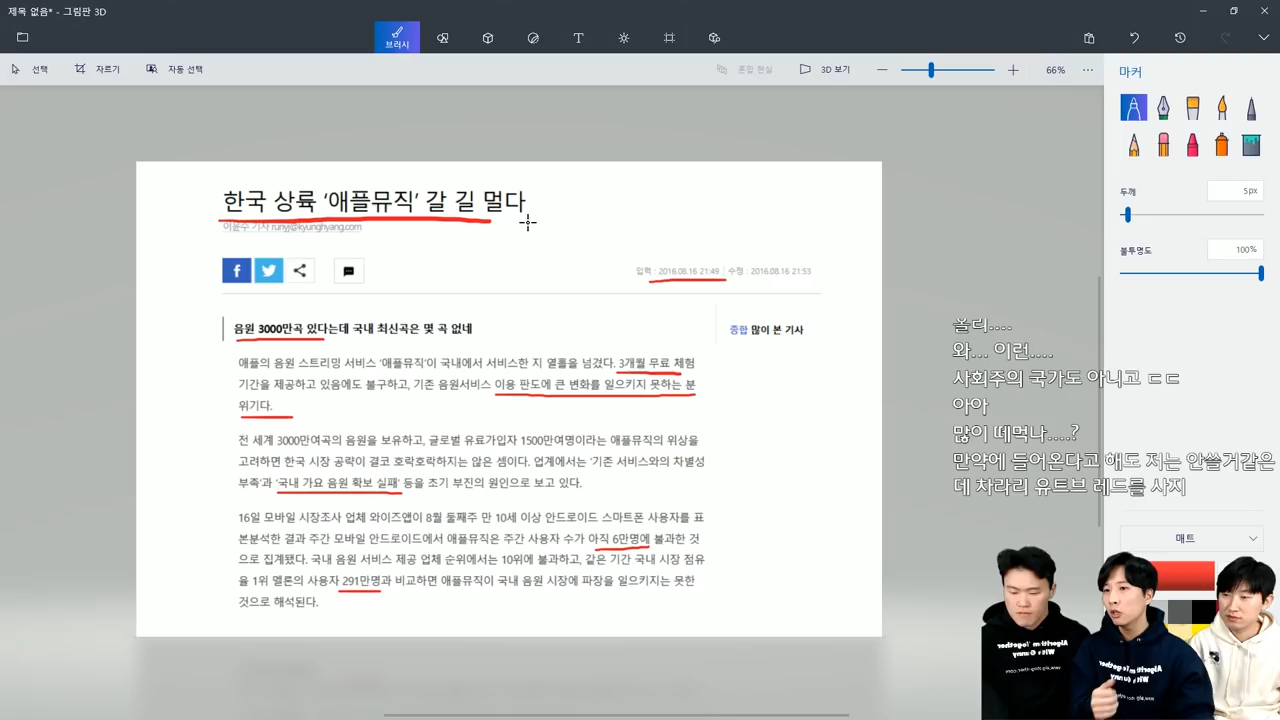 제목 없음* - 그림판 3D
브러시
선택
자르기
자동 선택
혼합 현실
3D 보기
66%
마커
두께
5px
불투명도
100%
매트
한국 상륙 ‘애플뮤직’ 갈 길 멀다
이윤주 기자 runyj@kyunghyang.com
입력 : 2016.08.16 21:49 수정 : 2016.08.16 21:53
음원 3000만곡 있다는데 국내 최신곡은 몇 곡 없네
종합 많이 본 기사
애플의 음원 스트리밍 서비스 ‘애플뮤직’이 국내에서 서비스한 지 열흘을 넘겼다. 3개월 무료 체험
기간을 제공하고 있음에도 불구하고, 기존 음원서비스 이용 판도에 큰 변화를 일으키지 못하는 분
위기다.
전 세계 3000만여곡의 음원을 보유하고, 글로벌 유료가입자 1500만여명이라는 애플뮤직의 위상을
고려하면 한국 시장 공략이 결코 호락호락하지는 않은 셈이다. 업계에서는 ‘기존 서비스와의 차별성
부족’과 ‘국내 가요 음원 확보 실패’ 등을 초기 부진의 원인으로 보고 있다.
16일 모바일 시장조사 업체 와이즈앱이 8월 둘째주 만 10세 이상 안드로이드 스마트폰 사용자를 표
본분석한 결과 주간 모바일 안드로이드에서 애플뮤직은 주간 사용자 수가 아직 6만명에 불과한 것
으로 집계됐다. 국내 음원 서비스 제공 업체 순위에서는 10위에 불과하고, 같은 기간 국내 시장 점유
율 1위 멜론의 사용자 291만명과 비교하면 애플뮤직이 국내 음원 시장에 파장을 일으키지는 못한
것으로 해석된다.
올리....
와... 이런....
사회주의 국가도 아니고 ㄷㄷ
아아
많이 떼먹나....?
만약에 들어온다고 해도 저는 안쓸거같은
데 차라리 유트브 레드를 사지